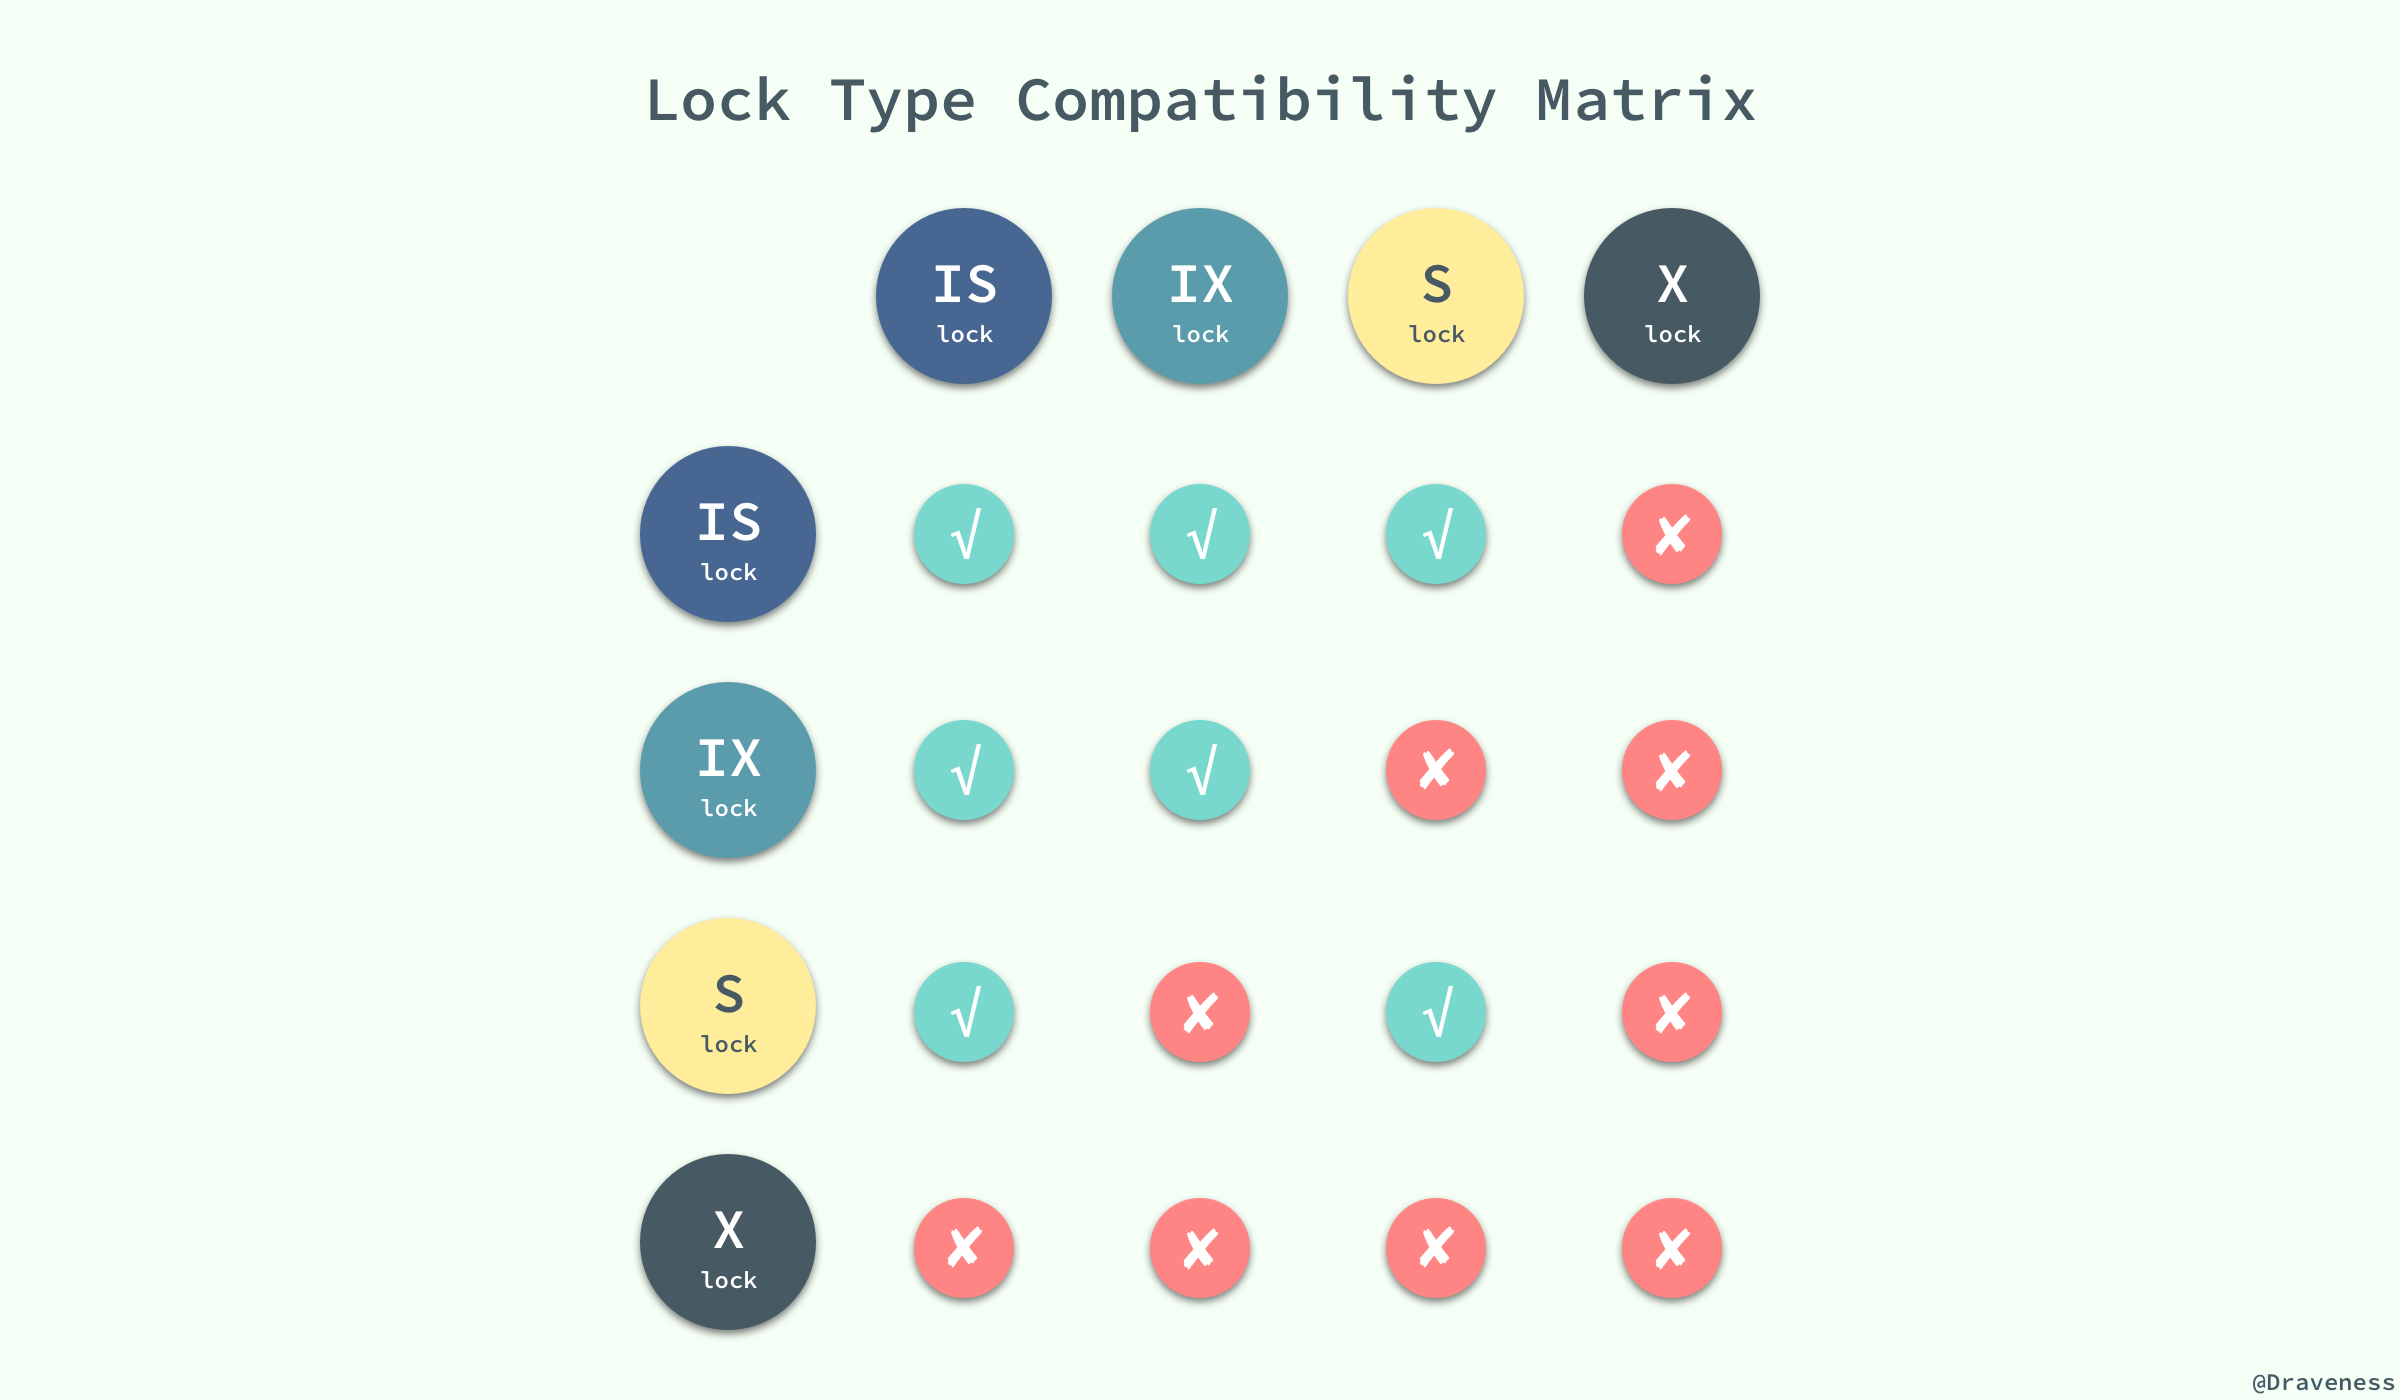 Lock Type Compatibility Matrix
IS IX S X
lock lock lock lock
IS √ √ √ ✘
lock
IX √ √ ✘ ✘
lock
S √ ✘ √ ✘
lock
X ✘ ✘ ✘ ✘
lock
@Draveness